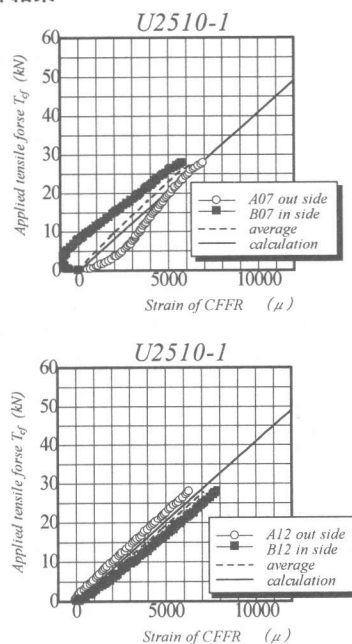 U2510-1
Applied tensile forse T_cf (kN)
60
50
40
30
20
10
0
0 5000 10000
Strain of CFFR (μ)
A07 out side
B07 in side
average
calculation
U2510-1
Applied tensile forse T_cf (kN)
60
50
40
30
20
10
0
0 5000 10000
Strain of CFFR (μ)
A12 out side
B12 in side
average
calculation